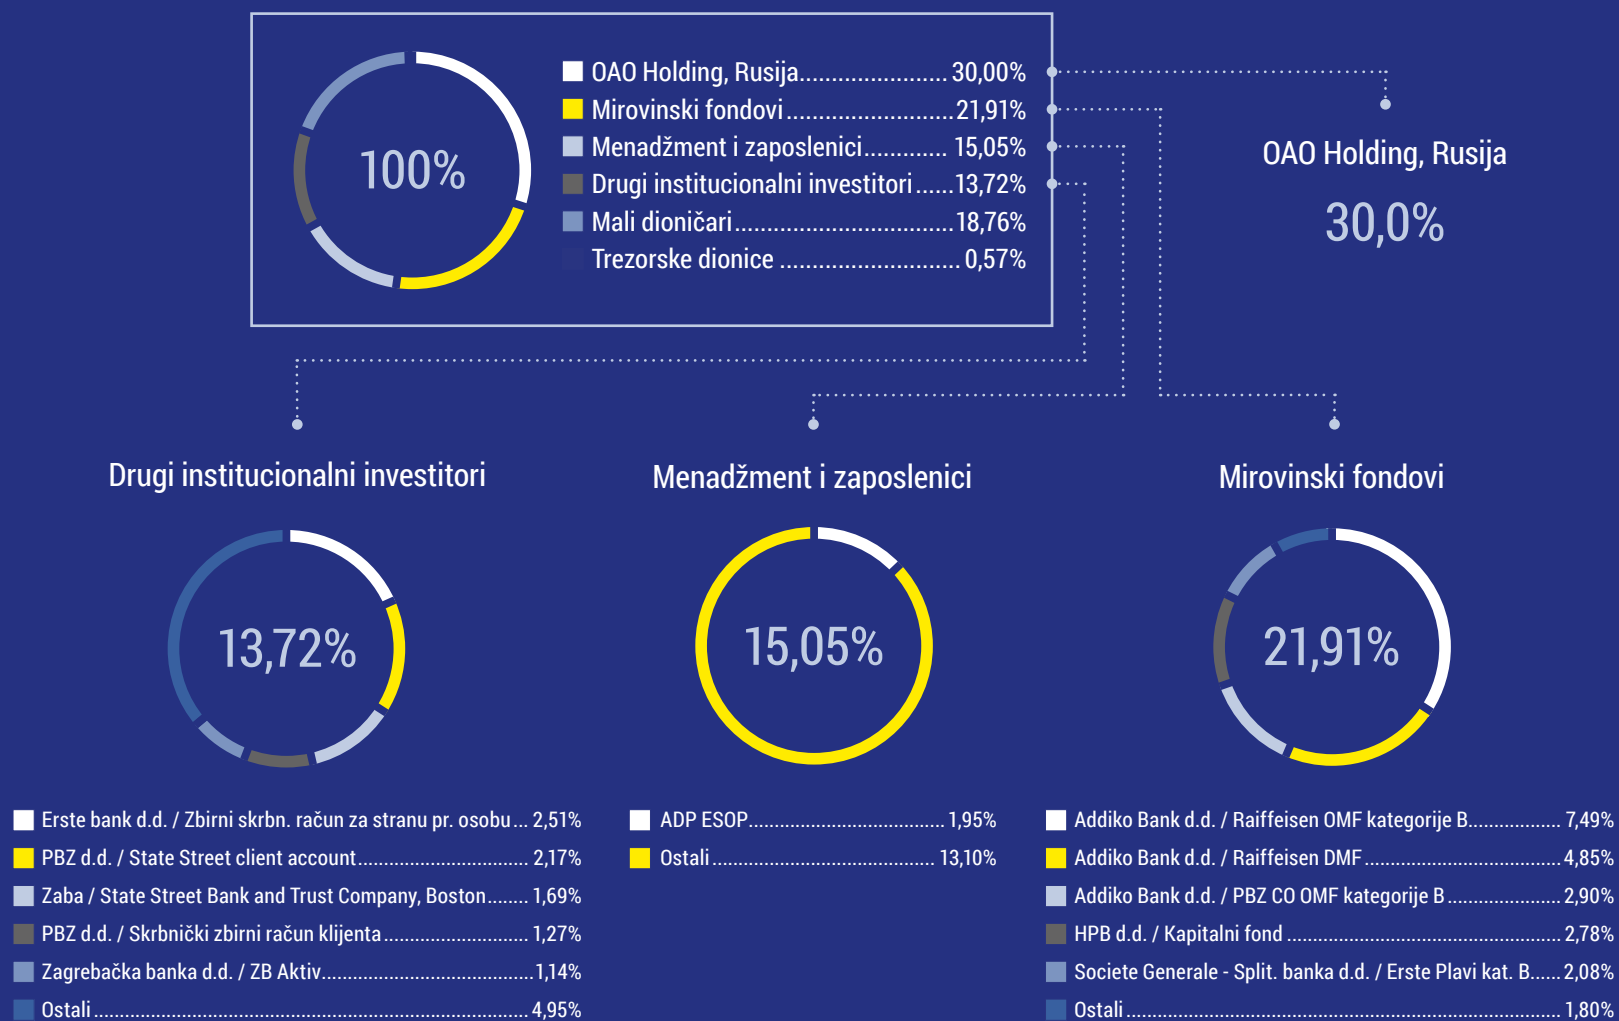 100%
OAO Holding, Rusija...................... 30,00%
Mirovinski fondovi.........................21,91%
Menadžment i zaposlenici............. 15,05%
Drugi institucionalni investitori......13,72%
Mali dioničari.................................18,76%
Trezorske dionice ........................... 0,57%
OAO Holding, Rusija
30,0%
Drugi institucionalni investitori
13,72%
Erste bank d.d. / Zbirni skrbn. račun za stranu pr. osobu... 2,51%
PBZ d.d. / State Street client account................................. 2,17%
Zaba / State Street Bank and Trust Company, Boston........ 1,69%
PBZ d.d. / Skrbnički zbirni račun klijenta............................ 1,27%
Zagrebačka banka d.d. / ZB Aktiv.........................................1,14%
Ostali.................................................................................... 4,95%
Menadžment i zaposlenici
15,05%
ADP ESOP...................................... 1,95%
Ostali........................................... 13,10%
Mirovinski fondovi
21,91%
Addiko Bank d.d. / Raiffeisen OMF kategorije B.................. 7,49%
Addiko Bank d.d. / Raiffeisen DMF...................................... 4,85%
Addiko Bank d.d. / PBZ CO OMF kategorije B...................... 2,90%
HPB d.d. / Kapitalni fond ..................................................... 2,78%
Societe Generale - Split. banka d.d. / Erste Plavi kat. B...... 2,08%
Ostali.................................................................................... 1,80%